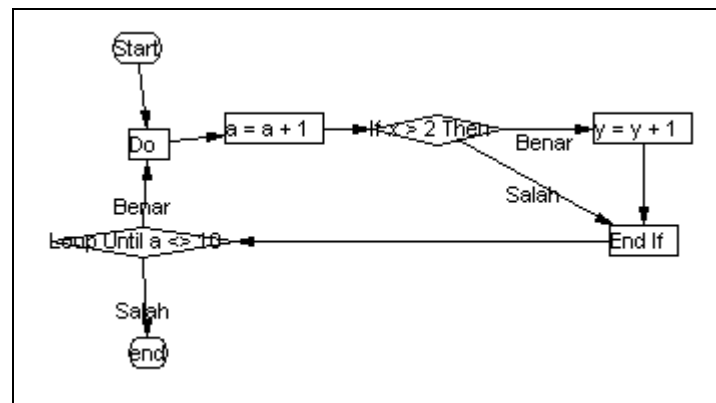 Start
Do
a = a + 1
If x > 2 Then
Benar
y = y + 1
Salah
End If
Benar
Loop Until a <> 10
Salah
end